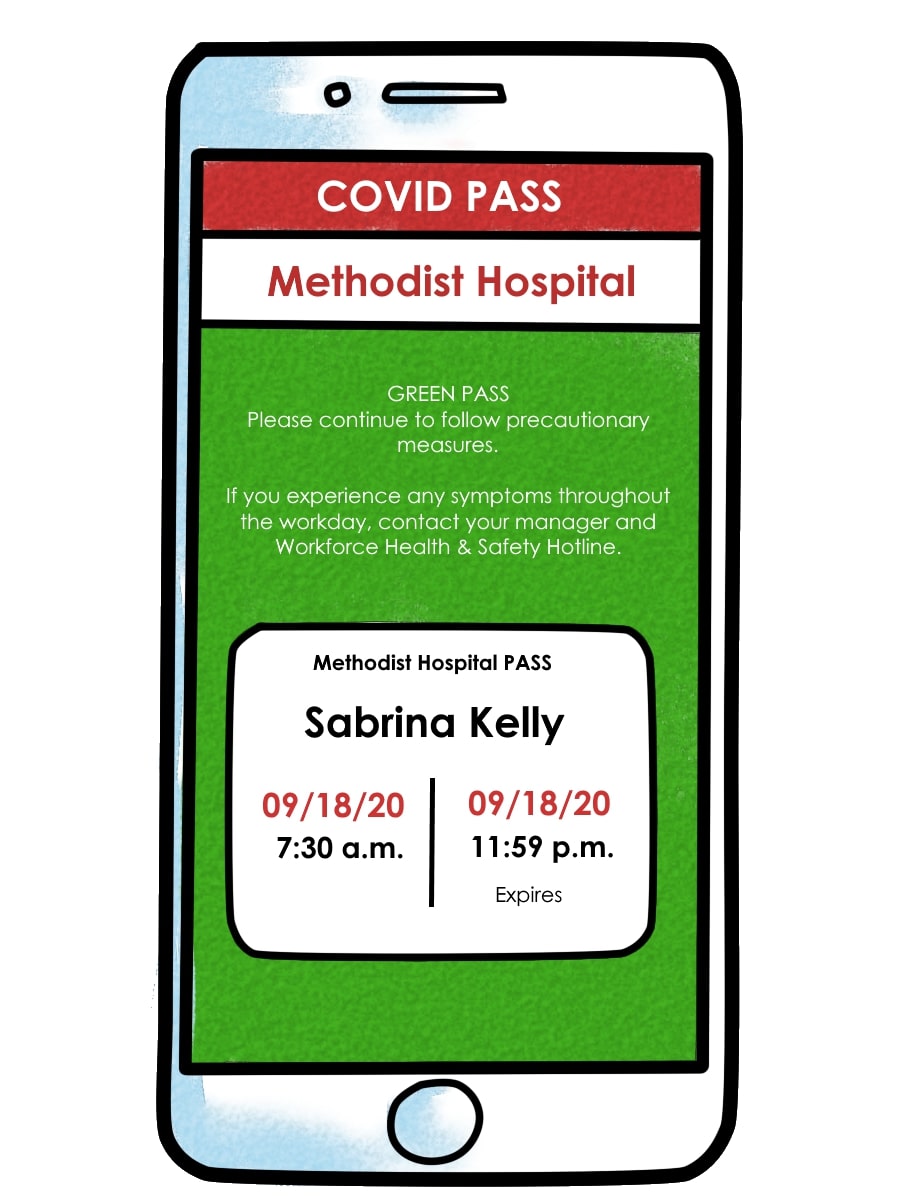 COVID PASS
Methodist Hospital
GREEN PASS
Please continue to follow precautionary
measures.
If you experience any symptoms throughout
the workday, contact your manager and
Workforce Health & Safety Hotline.
Methodist Hospital PASS
Sabrina Kelly
09/18/20 09/18/20
7:30 a.m. 11:59 p.m.
Expires